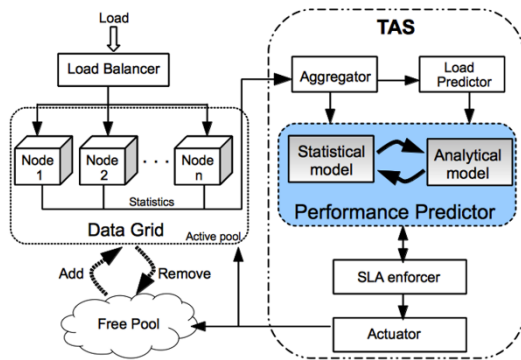 Load
TAS
Load Balancer
Aggregator
Load
Predictor
Node
1
Node
2
. . .
Node
n
Statistics
Statistical
model
Analytical
model
Performance Predictor
Data Grid
Active pool
Add
Remove
SLA enforcer
Free Pool
Actuator